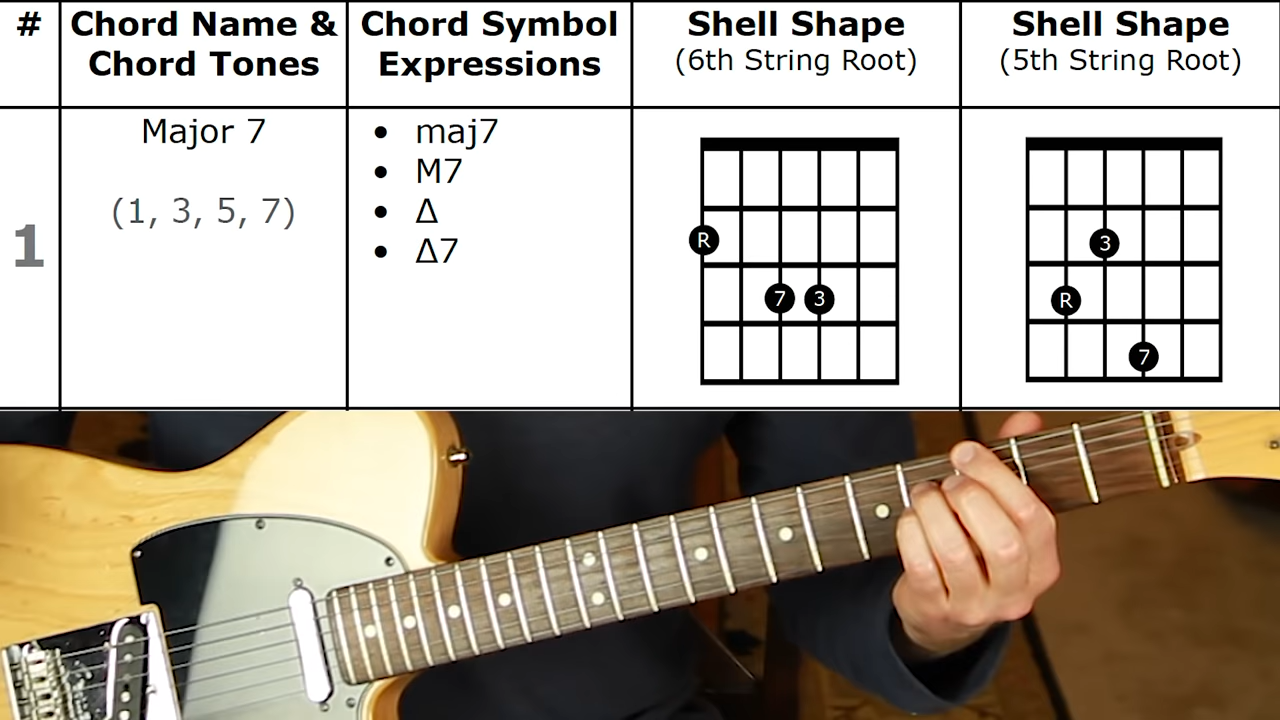 #
Chord Name &
Chord Tones
Chord Symbol
Expressions
Shell Shape
(6th String Root)
Shell Shape
(5th String Root)
1
Major 7
(1, 3, 5, 7)
• maj7
• M7
• Δ
• Δ7
R
7 3
3
R
7